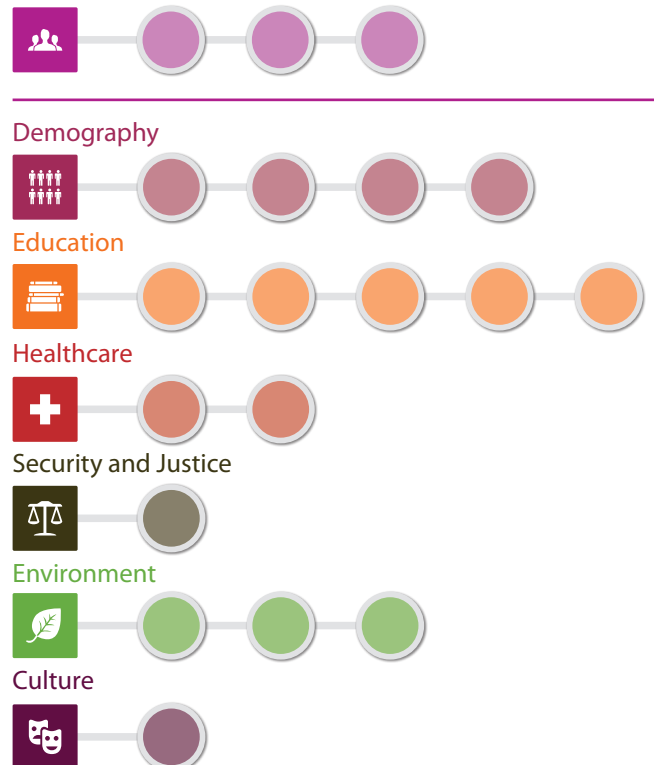 Demography
Education
Healthcare
Security and Justice
Environment
Culture